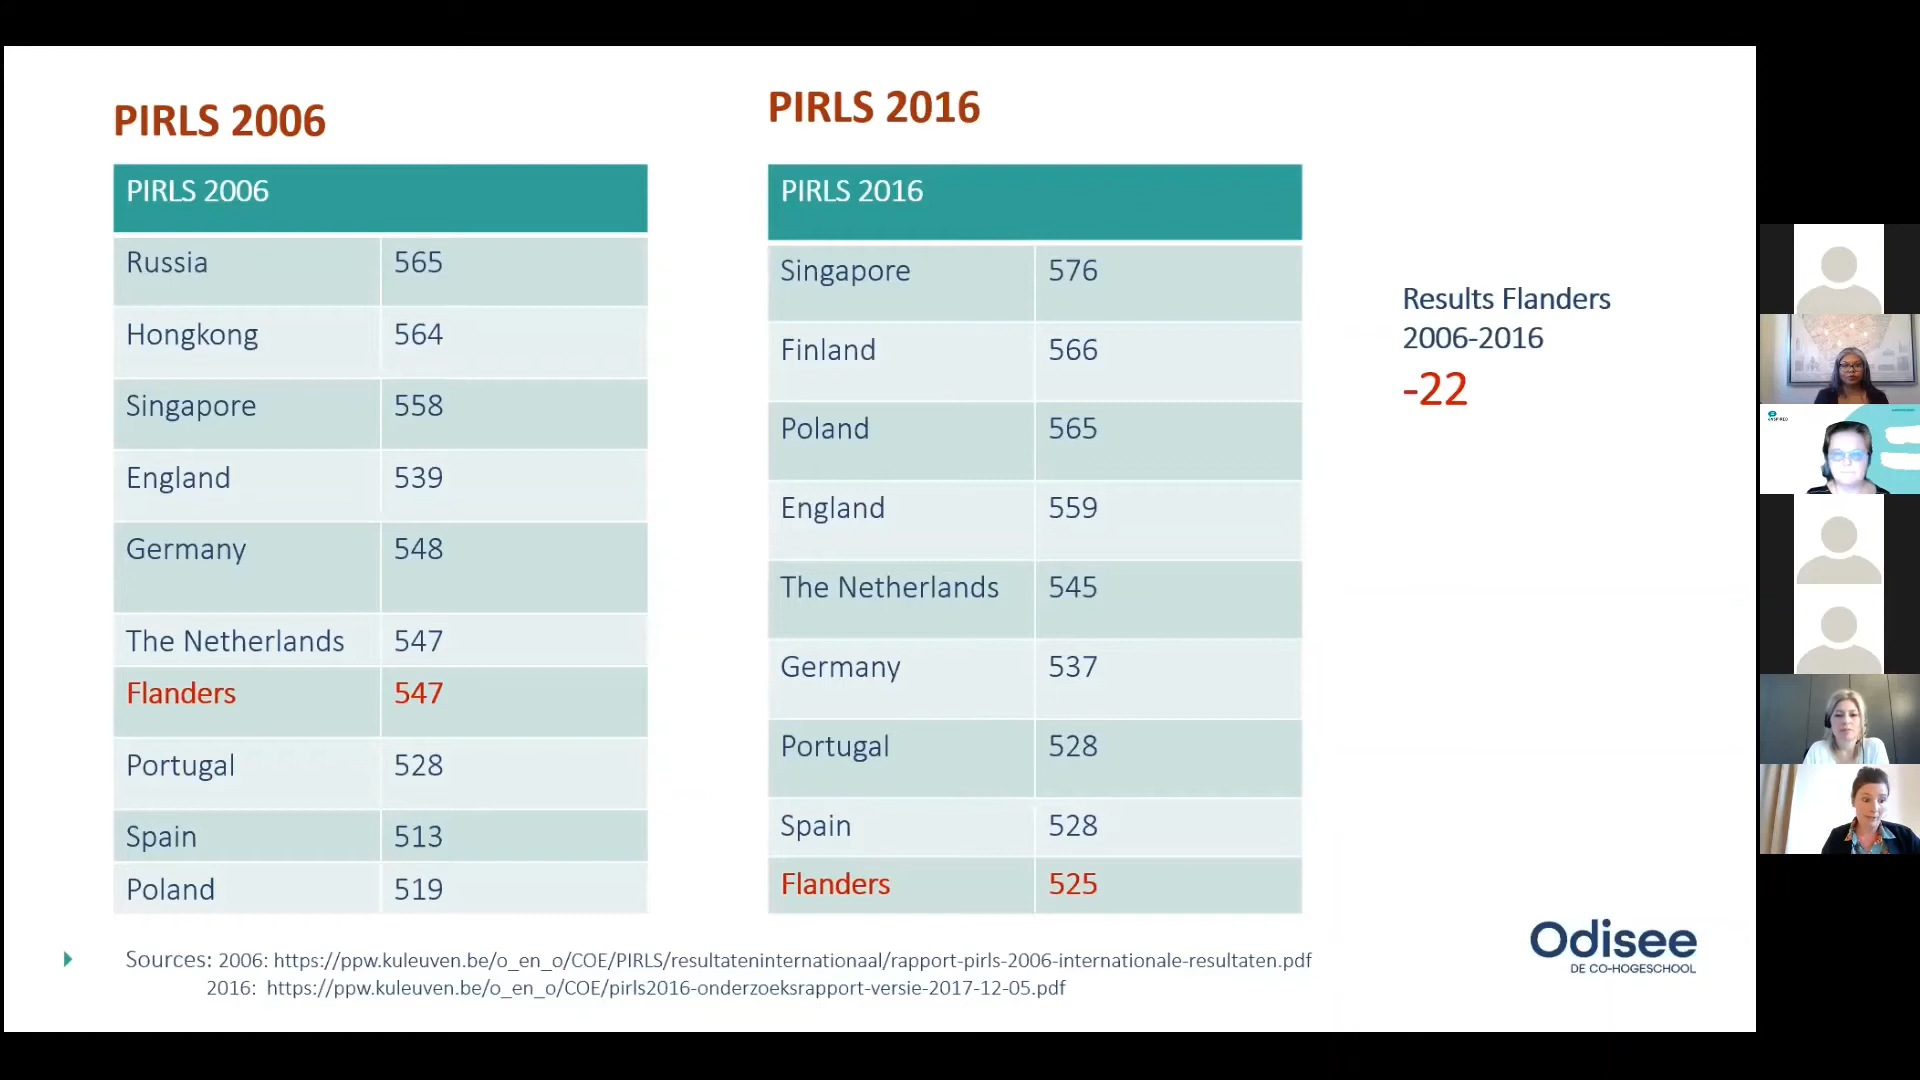 PIRLS 2006
PIRLS 2006
Russia 565
Hongkong 564
Singapore 558
England 539
Germany 548
The Netherlands 547
Flanders 547
Portugal 528
Spain 513
Poland 519
PIRLS 2016
PIRLS 2016
Singapore 576
Finland 566
Poland 565
England 559
The Netherlands 545
Germany 537
Portugal 528
Spain 528
Flanders 525
Results Flanders
2006-2016
-22
Sources: 2006: https://ppw.kuleuven.be/o_en_o/COE/PIRLS/resultateninternationaal/rapport-pirls-2006-internationale-resultaten.pdf
2016: https://ppw.kuleuven.be/o_en_o/COE/pirls2016-onderzoeksrapport-versie-2017-12-05.pdf
Odisee
DE CO-HOGESCHOOL